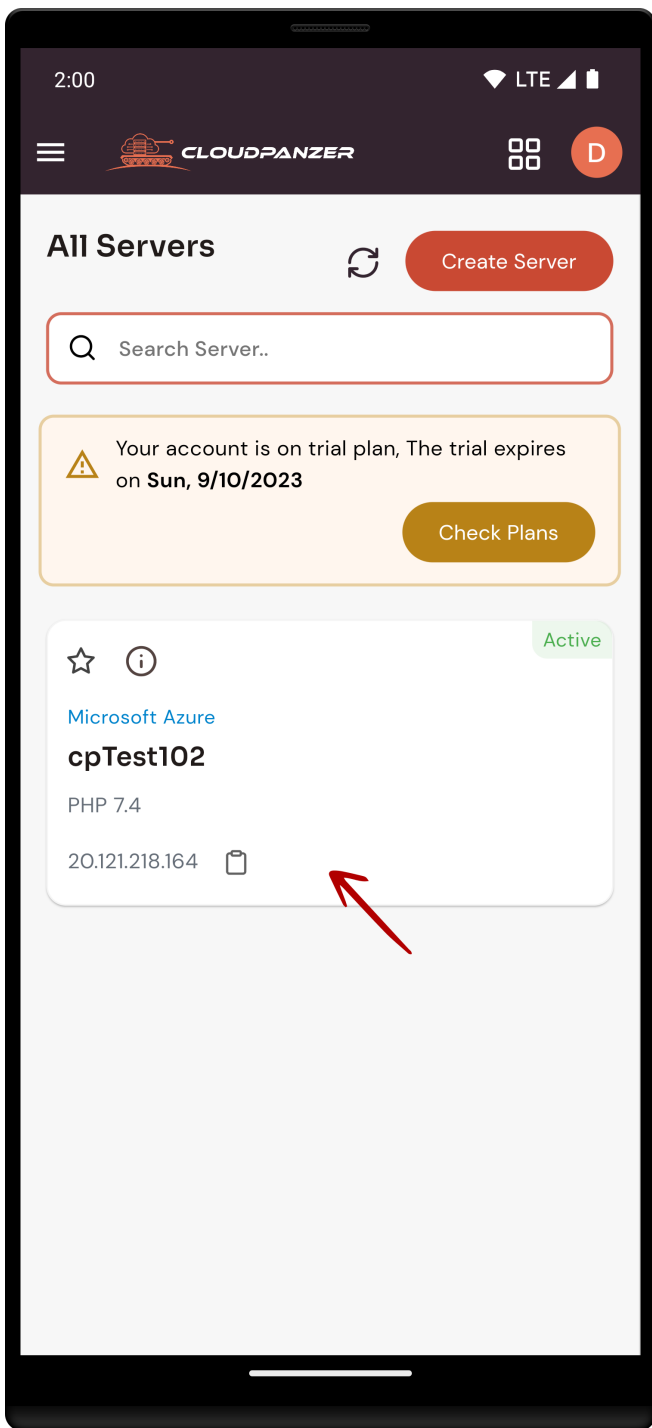 2:00
LTE
CLOUDPANZER
D
All Servers
Create Server
Search Server..
Your account is on trial plan, The trial expires
on Sun, 9/10/2023
Check Plans
Active
Microsoft Azure
cpTest102
PHP 7.4
20.121.218.164